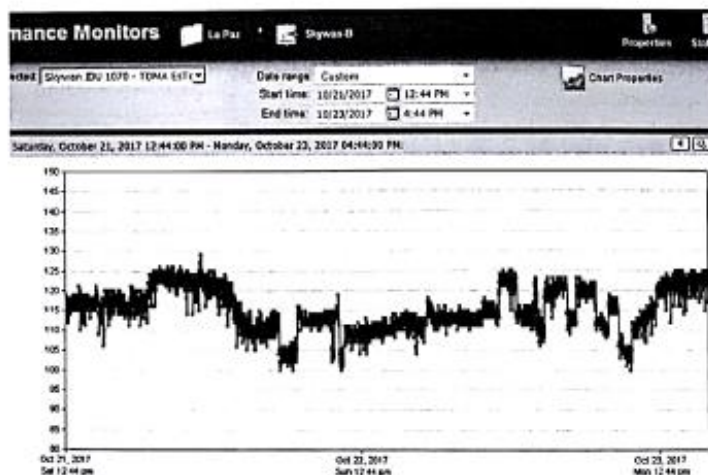 mance Monitors La Paz Skywan-B
Properties Stat
ected: Skywan IDU 1070 - TDMA EsTc
Date range: Custom
Chart Properties
Start time: 10/21/2017 12:44 PM
End time: 10/23/2017 4:44 PM
Saturday, October 21, 2017 12:44:00 PM - Monday, October 23, 2017 04:44:00 PM
150
145
140
135
130
125
120
115
110
105
100
95
90
85
80
Oct 21, 2017 Oct 22, 2017 Oct 23, 2017
Sat 12:44 pm Sun 12:44 pm Mon 12:44 pm